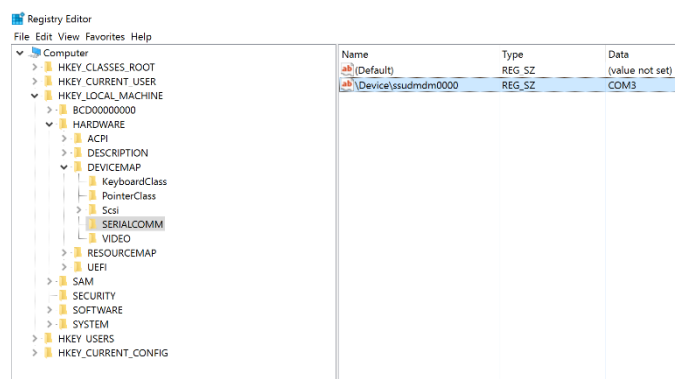 Registry Editor
File Edit View Favorites Help
Computer
HKEY_CLASSES_ROOT
HKEY_CURRENT_USER
HKEY_LOCAL_MACHINE
BCD00000000
HARDWARE
ACPI
DESCRIPTION
DEVICEMAP
KeyboardClass
PointerClass
Scsi
SERIALCOMM
VIDEO
RESOURCEMAP
UEFI
SAM
SECURITY
SOFTWARE
SYSTEM
HKEY_USERS
HKEY_CURRENT_CONFIG
Name Type Data
ab (Default) REG_SZ (value not set)
ab \Device\ssudmdm0000 REG_SZ COM3